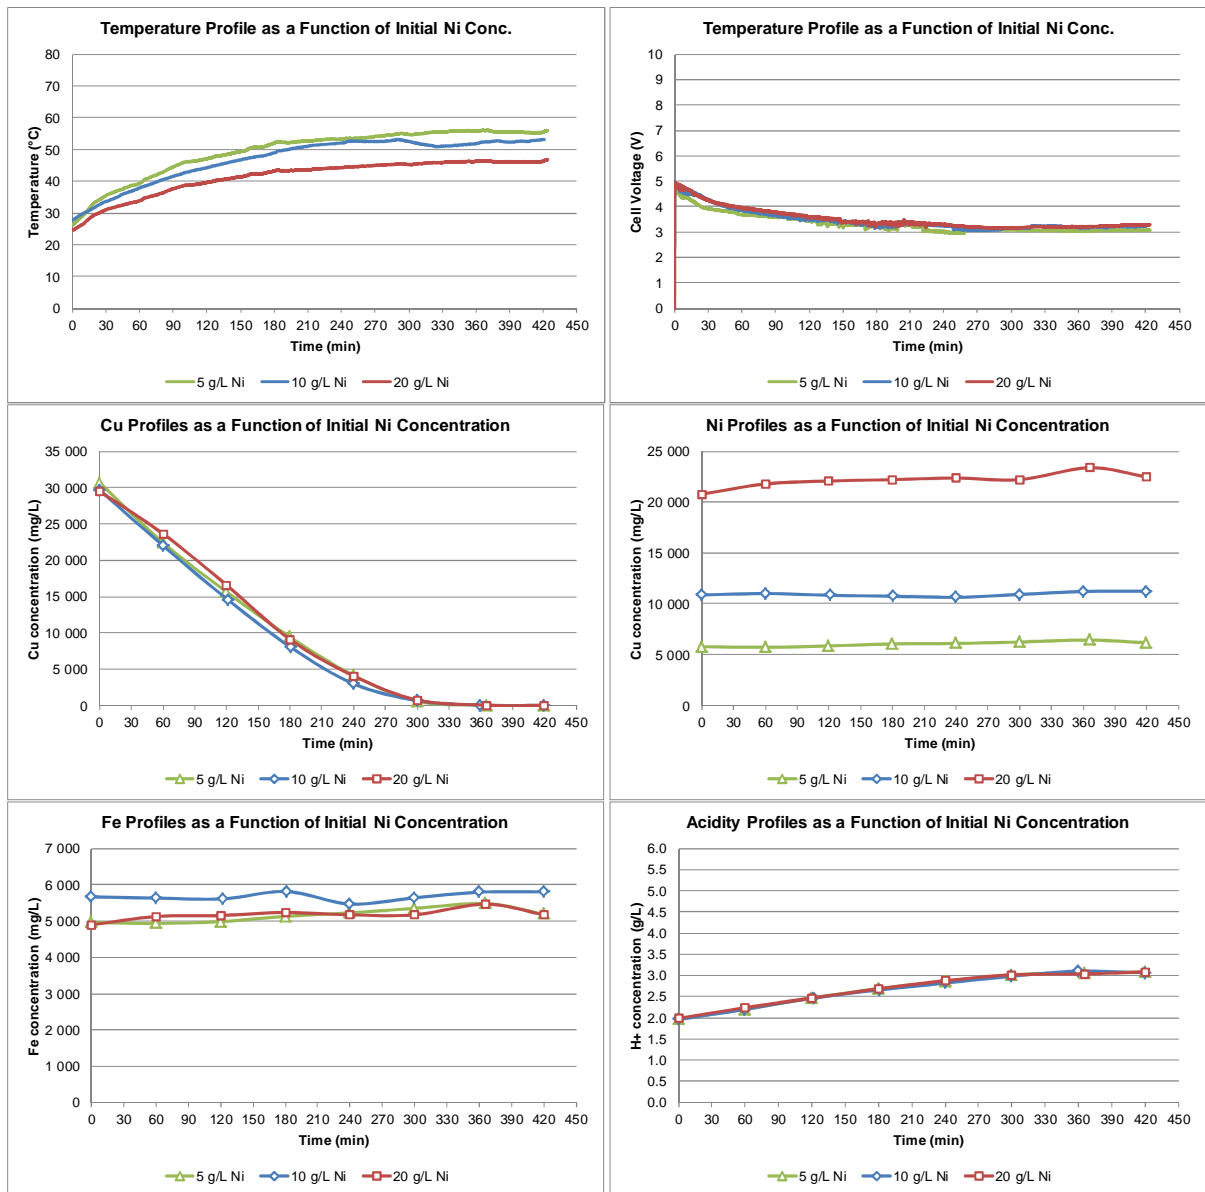 Temperature Profile as a Function of Initial Ni Conc.
80
70
60
50
40
30
20
10
0
Temperature (°C)
0 30 60 90 120 150 180 210 240 270 300 330 360 390 420 450
Time (min)
5 g/L Ni 10 g/L Ni 20 g/L Ni
Temperature Profile as a Function of Initial Ni Conc.
10
9
8
7
6
5
4
3
2
1
0
Cell Voltage (V)
0 30 60 90 120 150 180 210 240 270 300 330 360 390 420 450
Time (min)
5 g/L Ni 10 g/L Ni 20 g/L Ni
Cu Profiles as a Function of Initial Ni Concentration
35 000
30 000
25 000
20 000
15 000
10 000
5 000
0
Cu concentration (mg/L)
0 30 60 90 120 150 180 210 240 270 300 330 360 390 420 450
Time (min)
5 g/L Ni 10 g/L Ni 20 g/L Ni
Ni Profiles as a Function of Initial Ni Concentration
25 000
20 000
15 000
10 000
5 000
0
Cu concentration (mg/L)
0 30 60 90 120 150 180 210 240 270 300 330 360 390 420 450
Time (min)
5 g/L Ni 10 g/L Ni 20 g/L Ni
Fe Profiles as a Function of Initial Ni Concentration
7 000
6 000
5 000
4 000
3 000
2 000
1 000
0
Fe concentration (mg/L)
0 30 60 90 120 150 180 210 240 270 300 330 360 390 420 450
Time (min)
5 g/L Ni 10 g/L Ni 20 g/L Ni
Acidity Profiles as a Function of Initial Ni Concentration
6.0
5.5
5.0
4.5
4.0
3.5
3.0
2.5
2.0
1.5
1.0
0.5
0.0
H+ concentration (g/L)
0 30 60 90 120 150 180 210 240 270 300 330 360 390 420 450
Time (min)
5 g/L Ni 10 g/L Ni 20 g/L Ni